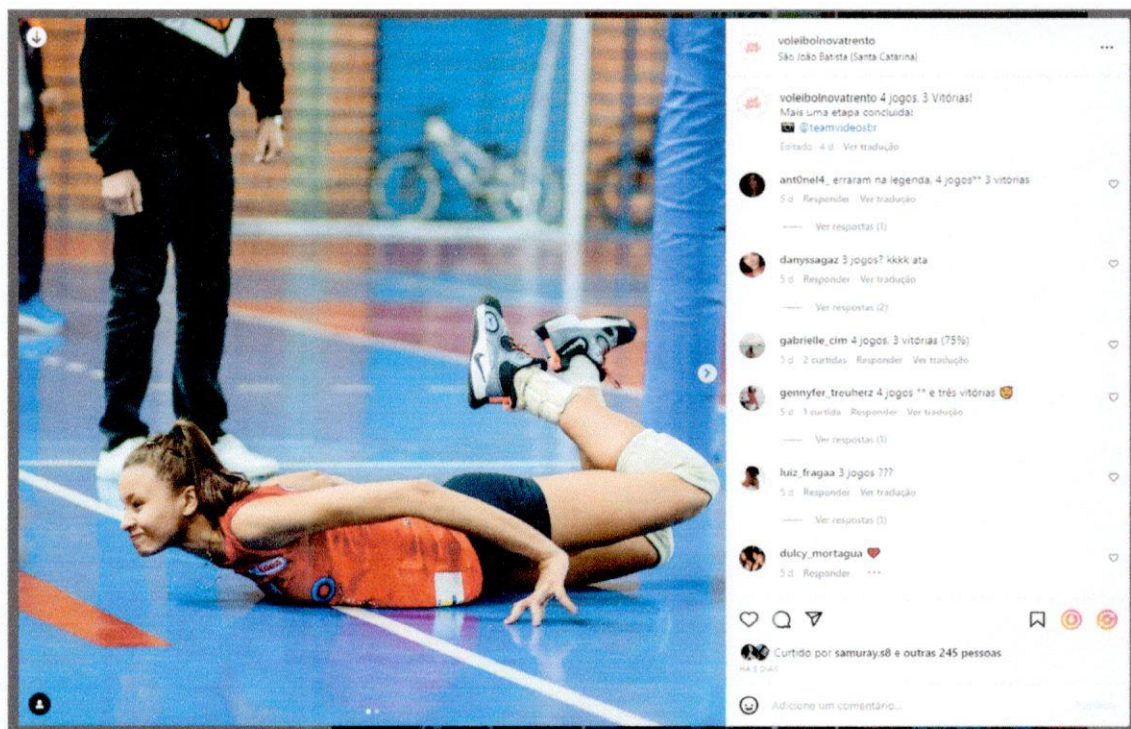 voleibolnovatrento
São João Batista (Santa Catarina)
voleibolnovatrento 4 jogos, 3 Vitórias!
Mais uma etapa concluída!
@teamvideosbr
Editado · 4 d Ver tradução
ant0nel4_ erraram na legenda, 4 jogos** 3 vitórias
5 d Responder Ver tradução
Ver respostas (1)
danyssagaz 3 jogos? kkkk ata
5 d Responder Ver tradução
Ver respostas (2)
gabrielle_cim 4 jogos, 3 vitórias (75%)
5 d 2 curtidas Responder Ver tradução
gennyfer_treuherz 4 jogos ** e três vitórias
5 d 1 curtida Responder Ver tradução
Ver respostas (1)
luiz_fragaa 3 jogos ???
5 d Responder Ver tradução
Ver respostas (1)
dulcy_mortagua
5 d Responder
Curtido por samuray.s8 e outras 245 pessoas
HÁ 5 DIAS
Adicione um comentário...